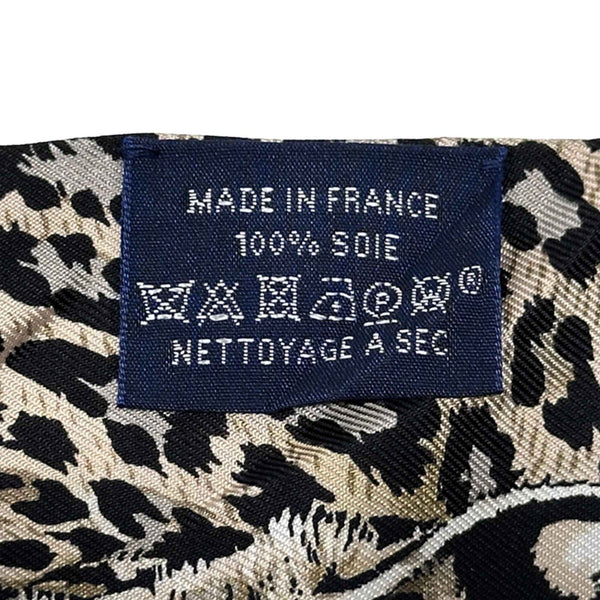 MADE IN FRANCE
100% SOIE
P W ®
NETTOYAGE A SEC